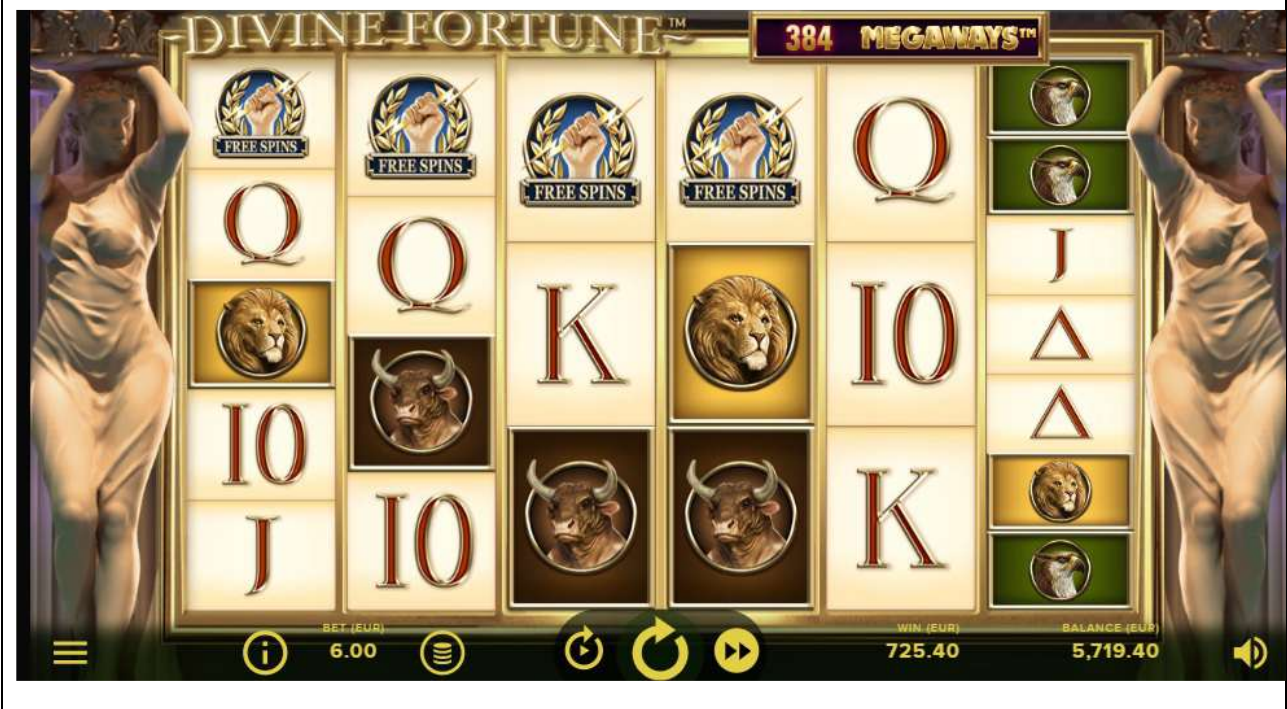 DIVINE FORTUNE™
384 MEGAWAYS™
FREE SPINS
FREE SPINS
FREE SPINS
FREE SPINS
Q
Q
Q
J
K
10
10
K
J
10
BET (EUR)
6.00
WIN (EUR)
725.40
BALANCE (EUR)
5,719.40